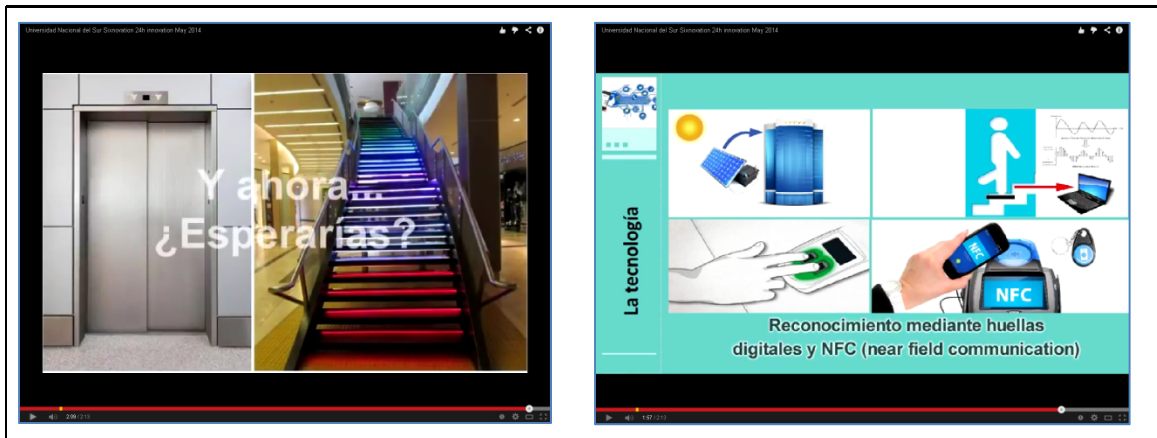 Universidad Nacional del Sur Sixnovation 24h innovation May 2014
Y ahora...
¿Esperarías?
2:09 / 2:13
Universidad Nacional del Sur Sixnovation 24h innovation May 2014
La tecnología
NFC
NFC
Reconocimiento mediante huellas
digitales y NFC (near field communication)
1:57 / 2:13